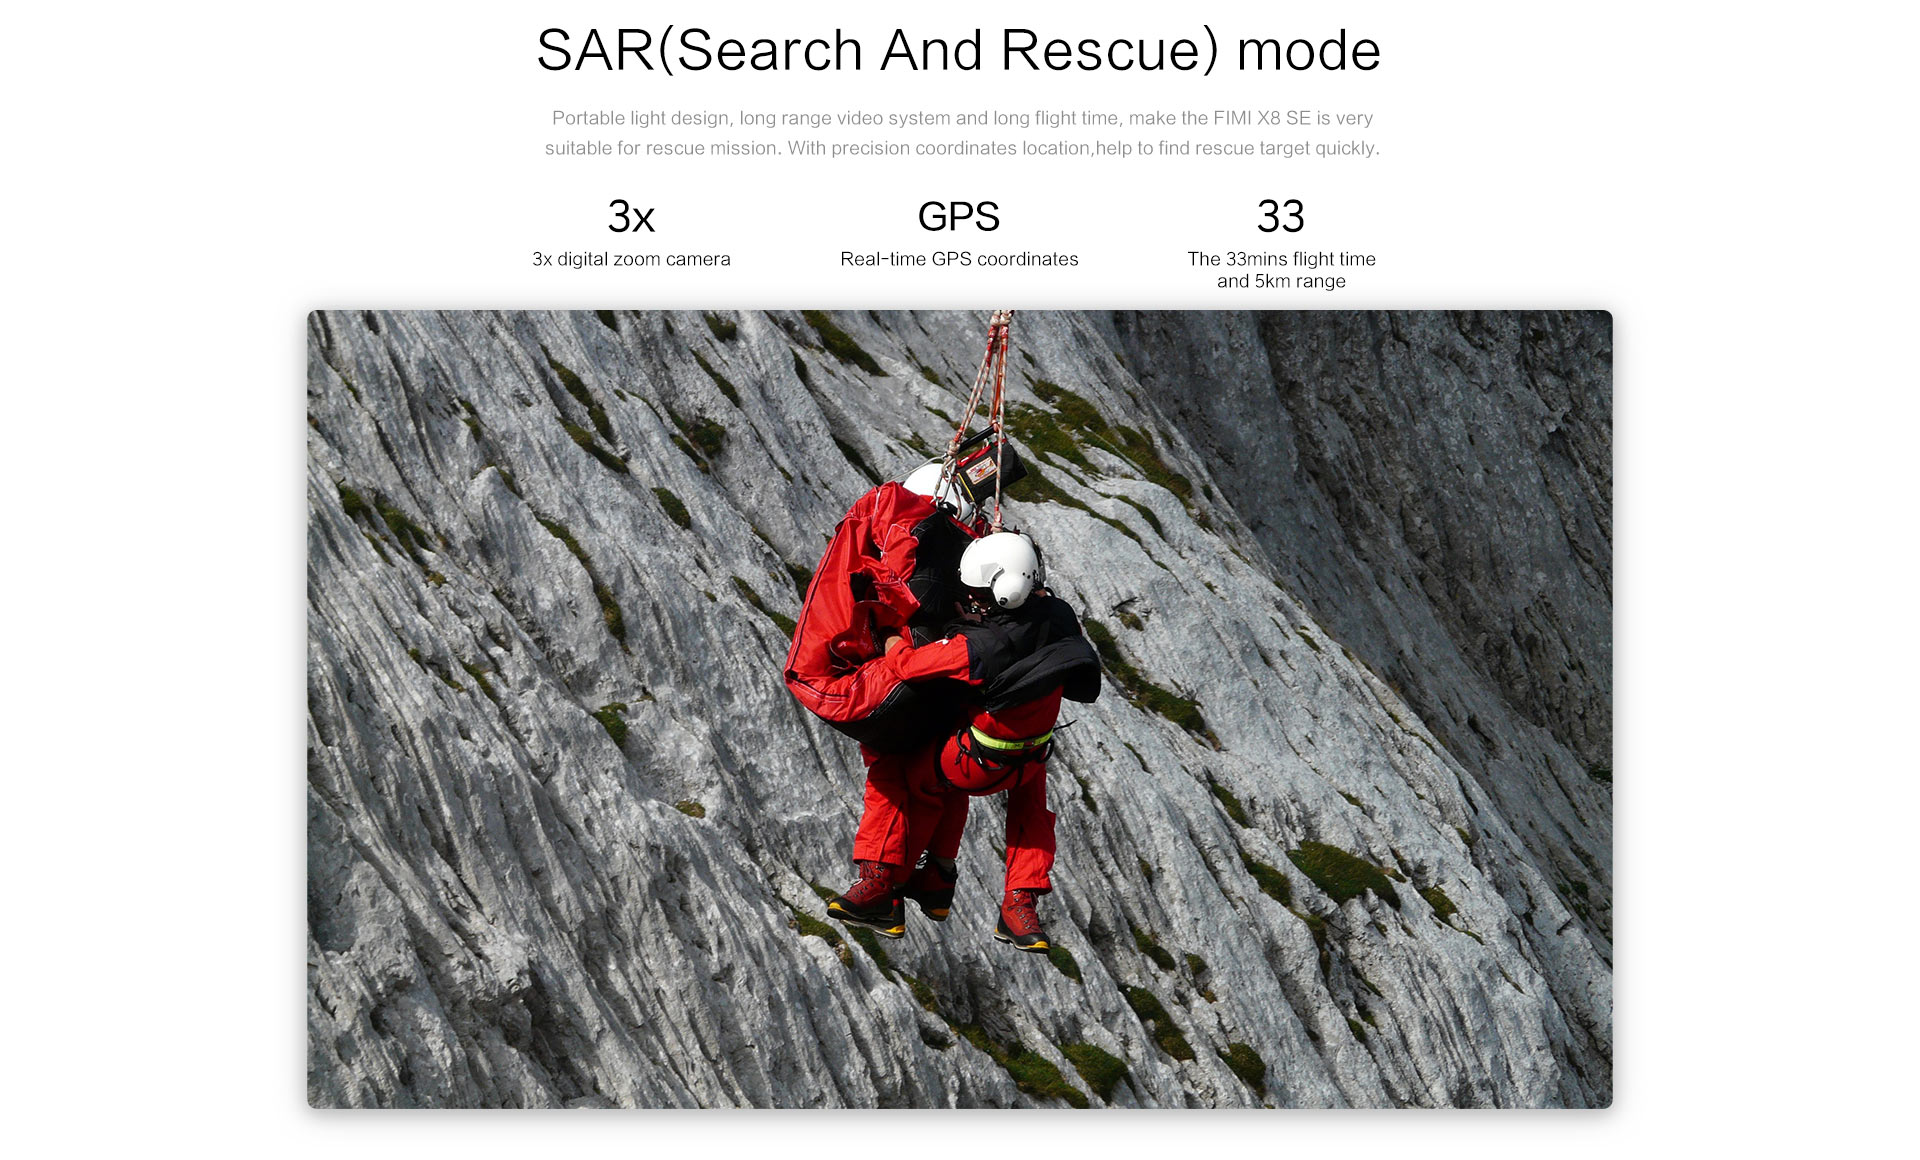 SAR(Search And Rescue) mode
Portable light design, long range video system and long flight time, make the FIMI X8 SE is very
suitable for rescue mission. With precision coordinates location,help to find rescue target quickly.
3x
3x digital zoom camera
GPS
Real-time GPS coordinates
33
The 33mins flight time
and 5km range